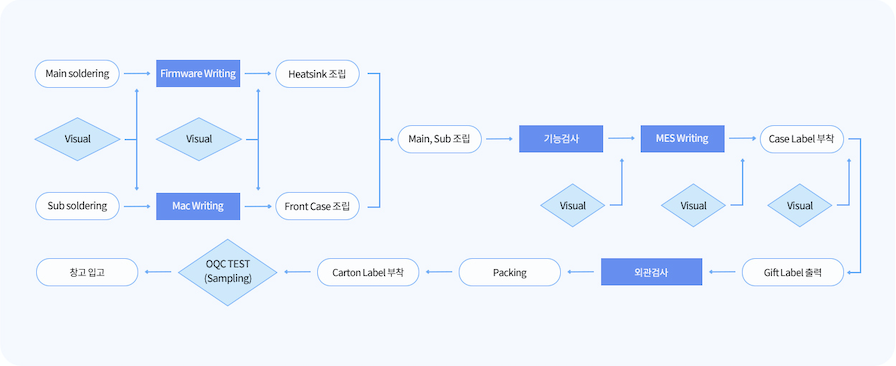 Main soldering
Firmware Writing
Heatsink 조립
Visual
Visual
Main, Sub 조립
기능검사
MES Writing
Case Label 부착
Sub soldering
Mac Writing
Front Case 조립
Visual
Visual
Visual
창고 입고
OQC TEST
(Sampling)
Carton Label 부착
Packing
외관검사
Gift Label 출력